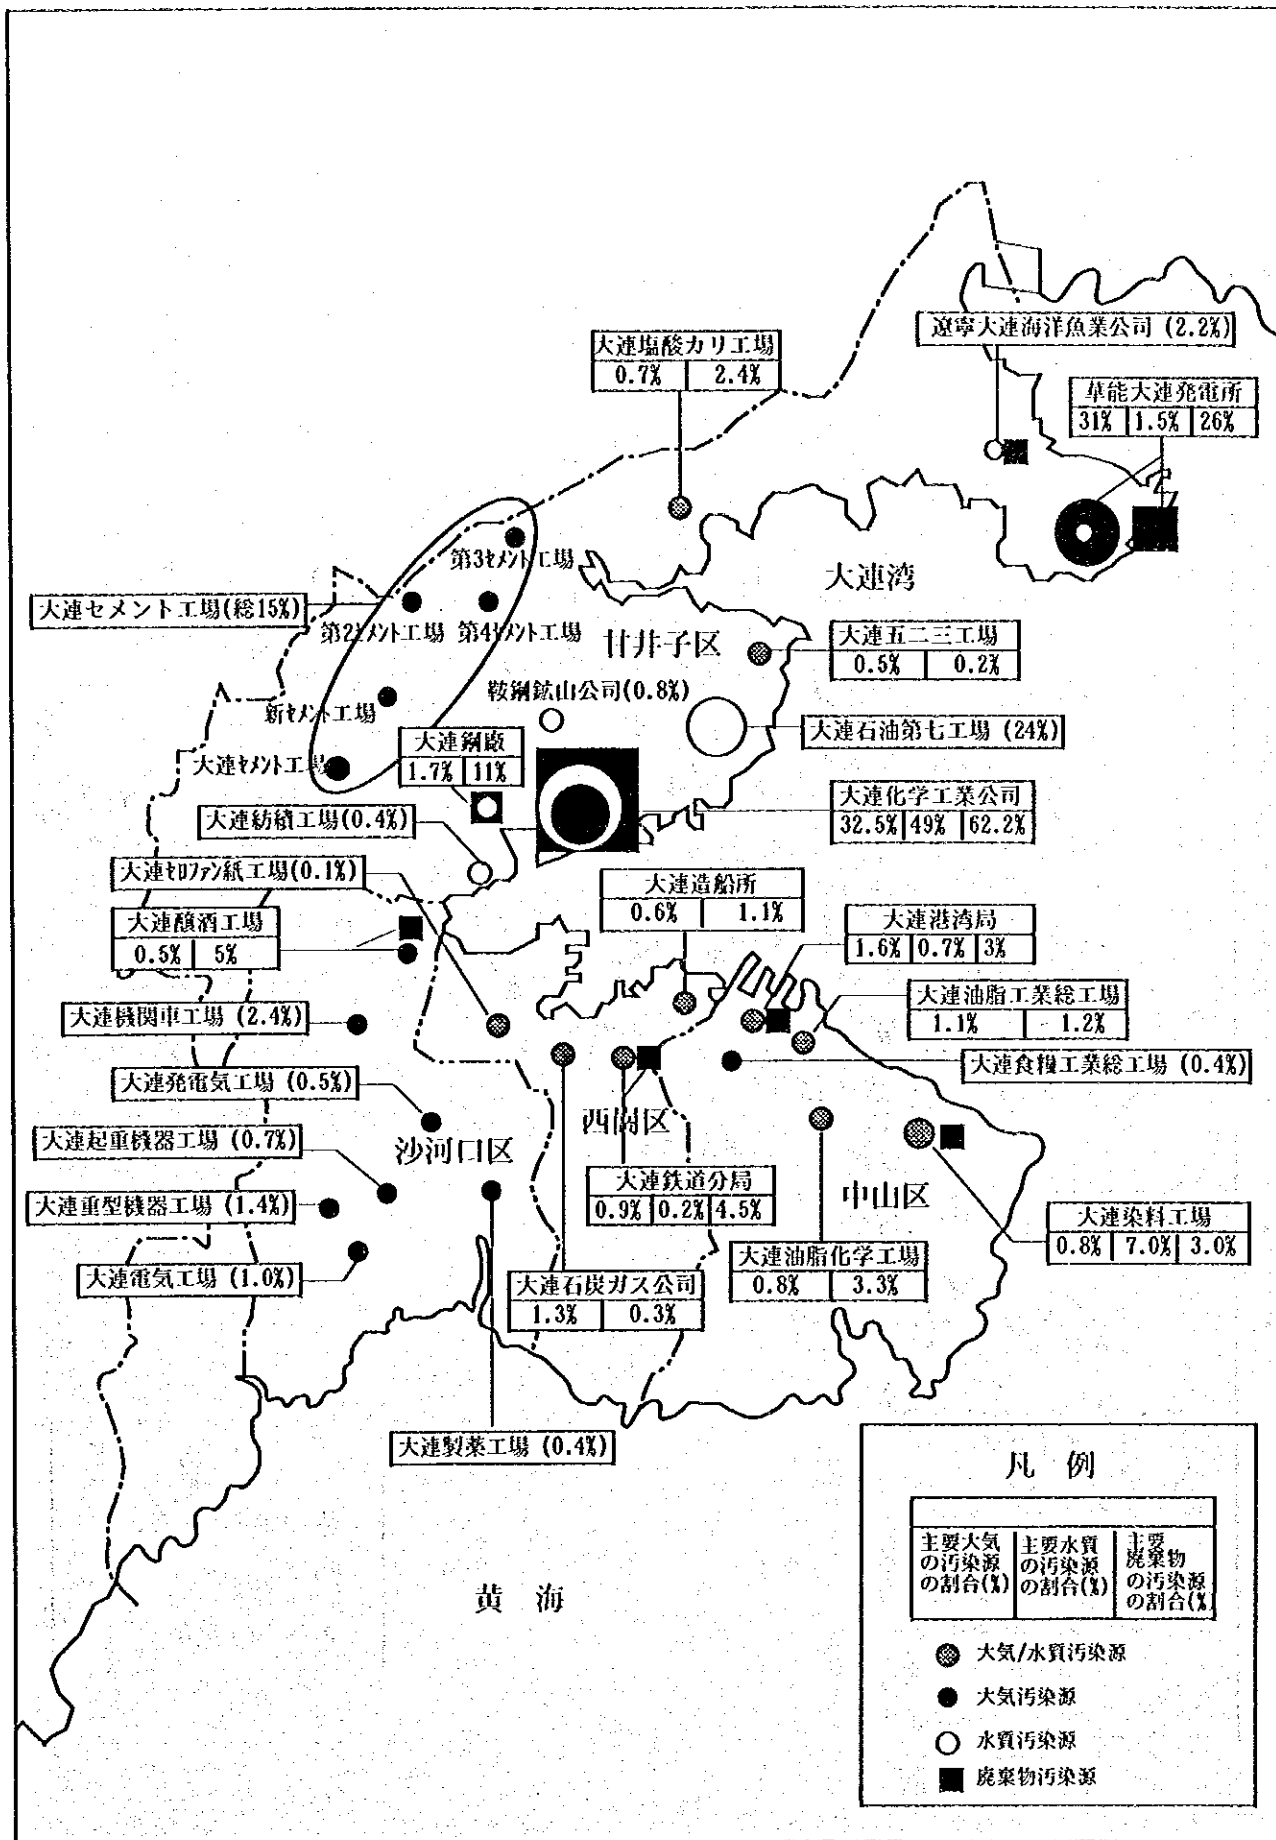 遼寧大連海洋魚業公司 (2.2%)
大連塩酸カリ工場
0.7% 2.4%
華能大連発電所
31% 1.5% 26%
第3セメント工場
大連湾
大連セメント工場(総15%)
第2セメント工場 第4セメント工場
甘井子区
大連五二三工場
0.5% 0.2%
鞍鋼鉱山公司(0.8%)
新セメント工場
大連石油第七工場 (24%)
大連鋼廠
1.7% 11%
大連セメント工場
大連化学工業公司
32.5% 49% 62.2%
大連紡績工場(0.4%)
大連セロファン紙工場(0.1%)
大連造船所
0.6% 1.1%
大連醸酒工場
0.5% 5%
大連港湾局
1.6% 0.7% 3%
大連油脂工業総工場
1.1% 1.2%
大連機関車工場 (2.4%)
大連食糧工業総工場 (0.4%)
大連発電気工場 (0.5%)
西崗区
大連起重機器工場 (0.7%)
沙河口区
大連鉄道分局
0.9% 0.2% 4.5%
中山区
大連重型機器工場 (1.4%)
大連染料工場
0.8% 7.0% 3.0%
大連油脂化学工場
0.8% 3.3%
大連電気工場 (1.0%)
大連石炭ガス公司
1.3% 0.3%
大連製薬工場 (0.4%)
凡 例
主要大気
の汚染源
の割合(%)
主要水質
の汚染源
の割合(%)
主要
廃棄物
の汚染源
の割合(%)
黄 海
大気/水質汚染源
大気汚染源
水質汚染源
廃棄物汚染源